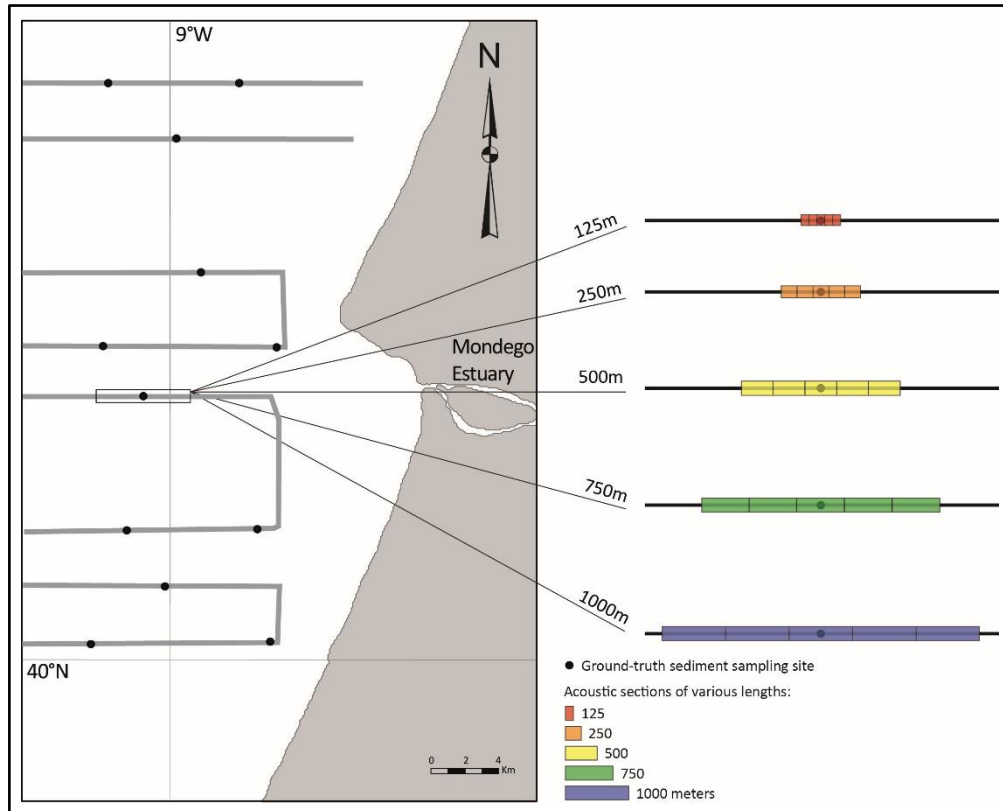 9°W
N
Mondego
Estuary
40°N
0 2 4
Km
125m
250m
500m
750m
1000m
Ground-truth sediment sampling site
Acoustic sections of various lengths:
125
250
500
750
1000 meters